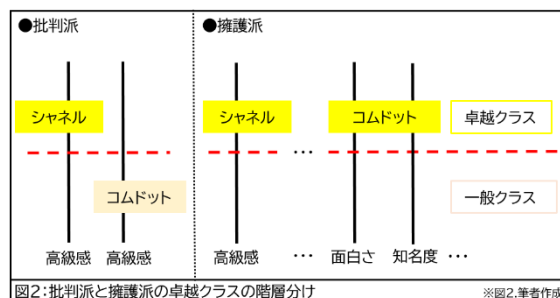 ●批判派
●擁護派
シャネル
シャネル
コムドット
卓越クラス
…
コムドット
一般クラス
高級感 高級感
高級感 … 面白さ 知名度 …
図2：批判派と擁護派の卓越クラスの階層分け
※図2.筆者作成